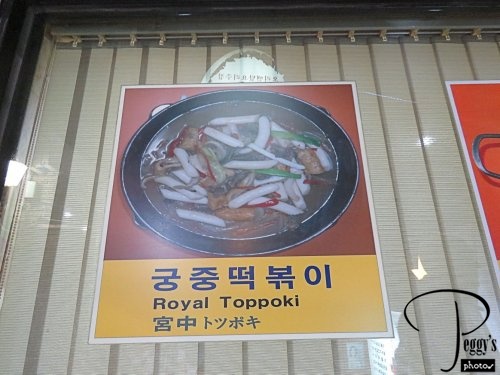 궁중떡볶이
Royal Toppoki
宮中トツポキ
Peggy's
photos